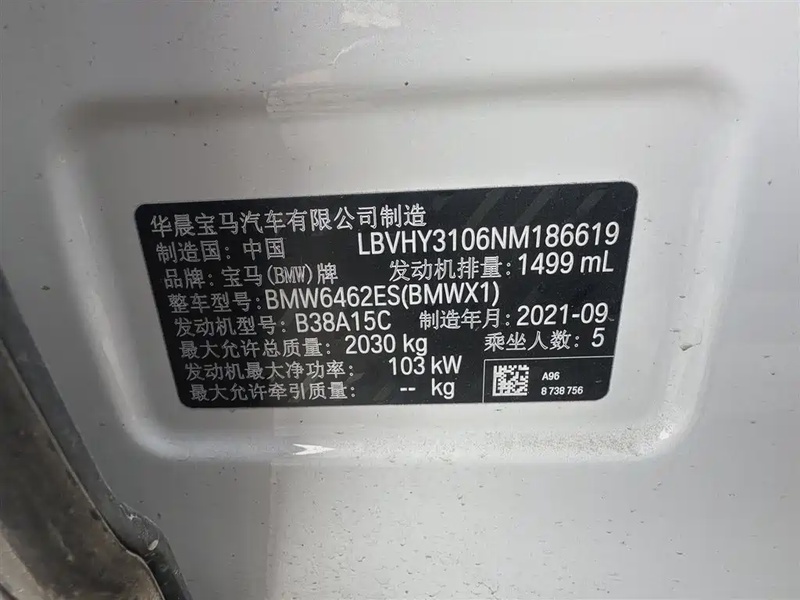 华晨宝马汽车有限公司制造
制造国: 中国 LBVHY3106NM186619
品牌: 宝马(BMW)牌 发动机排量: 1499 mL
整车型号: BMW6462ES(BMWX1)
发动机型号: B38A15C 制造年月: 2021-09
最大允许总质量: 2030 kg 乘坐人数: 5
发动机最大净功率: 103 kW
最大允许牵引质量: -- kg
A96
8 738 756